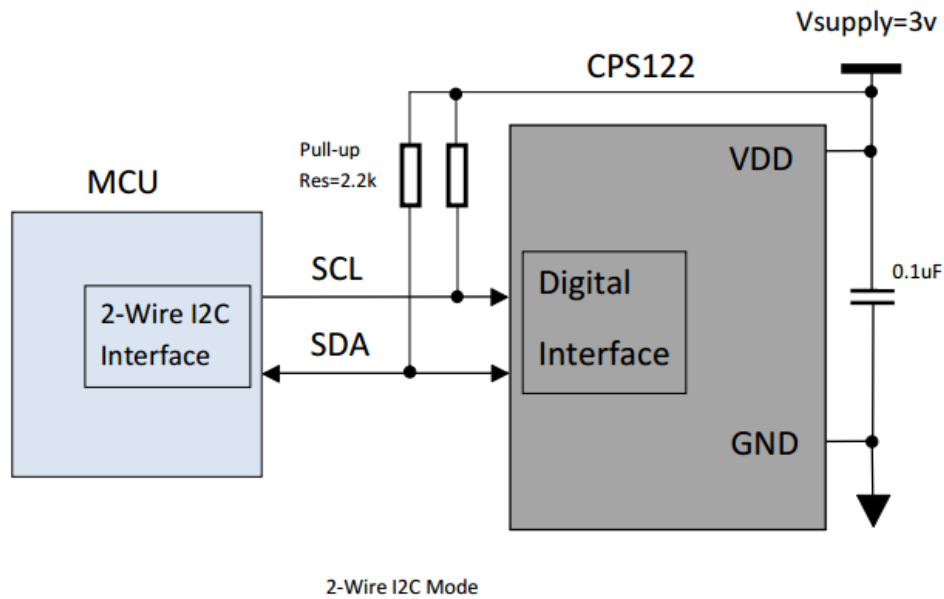 Vsupply=3v
CPS122
Pull-up
Res=2.2k
VDD
MCU
SCL
0.1uF
2-Wire I2C
Interface
SDA
Digital
Interface
GND
2-Wire I2C Mode